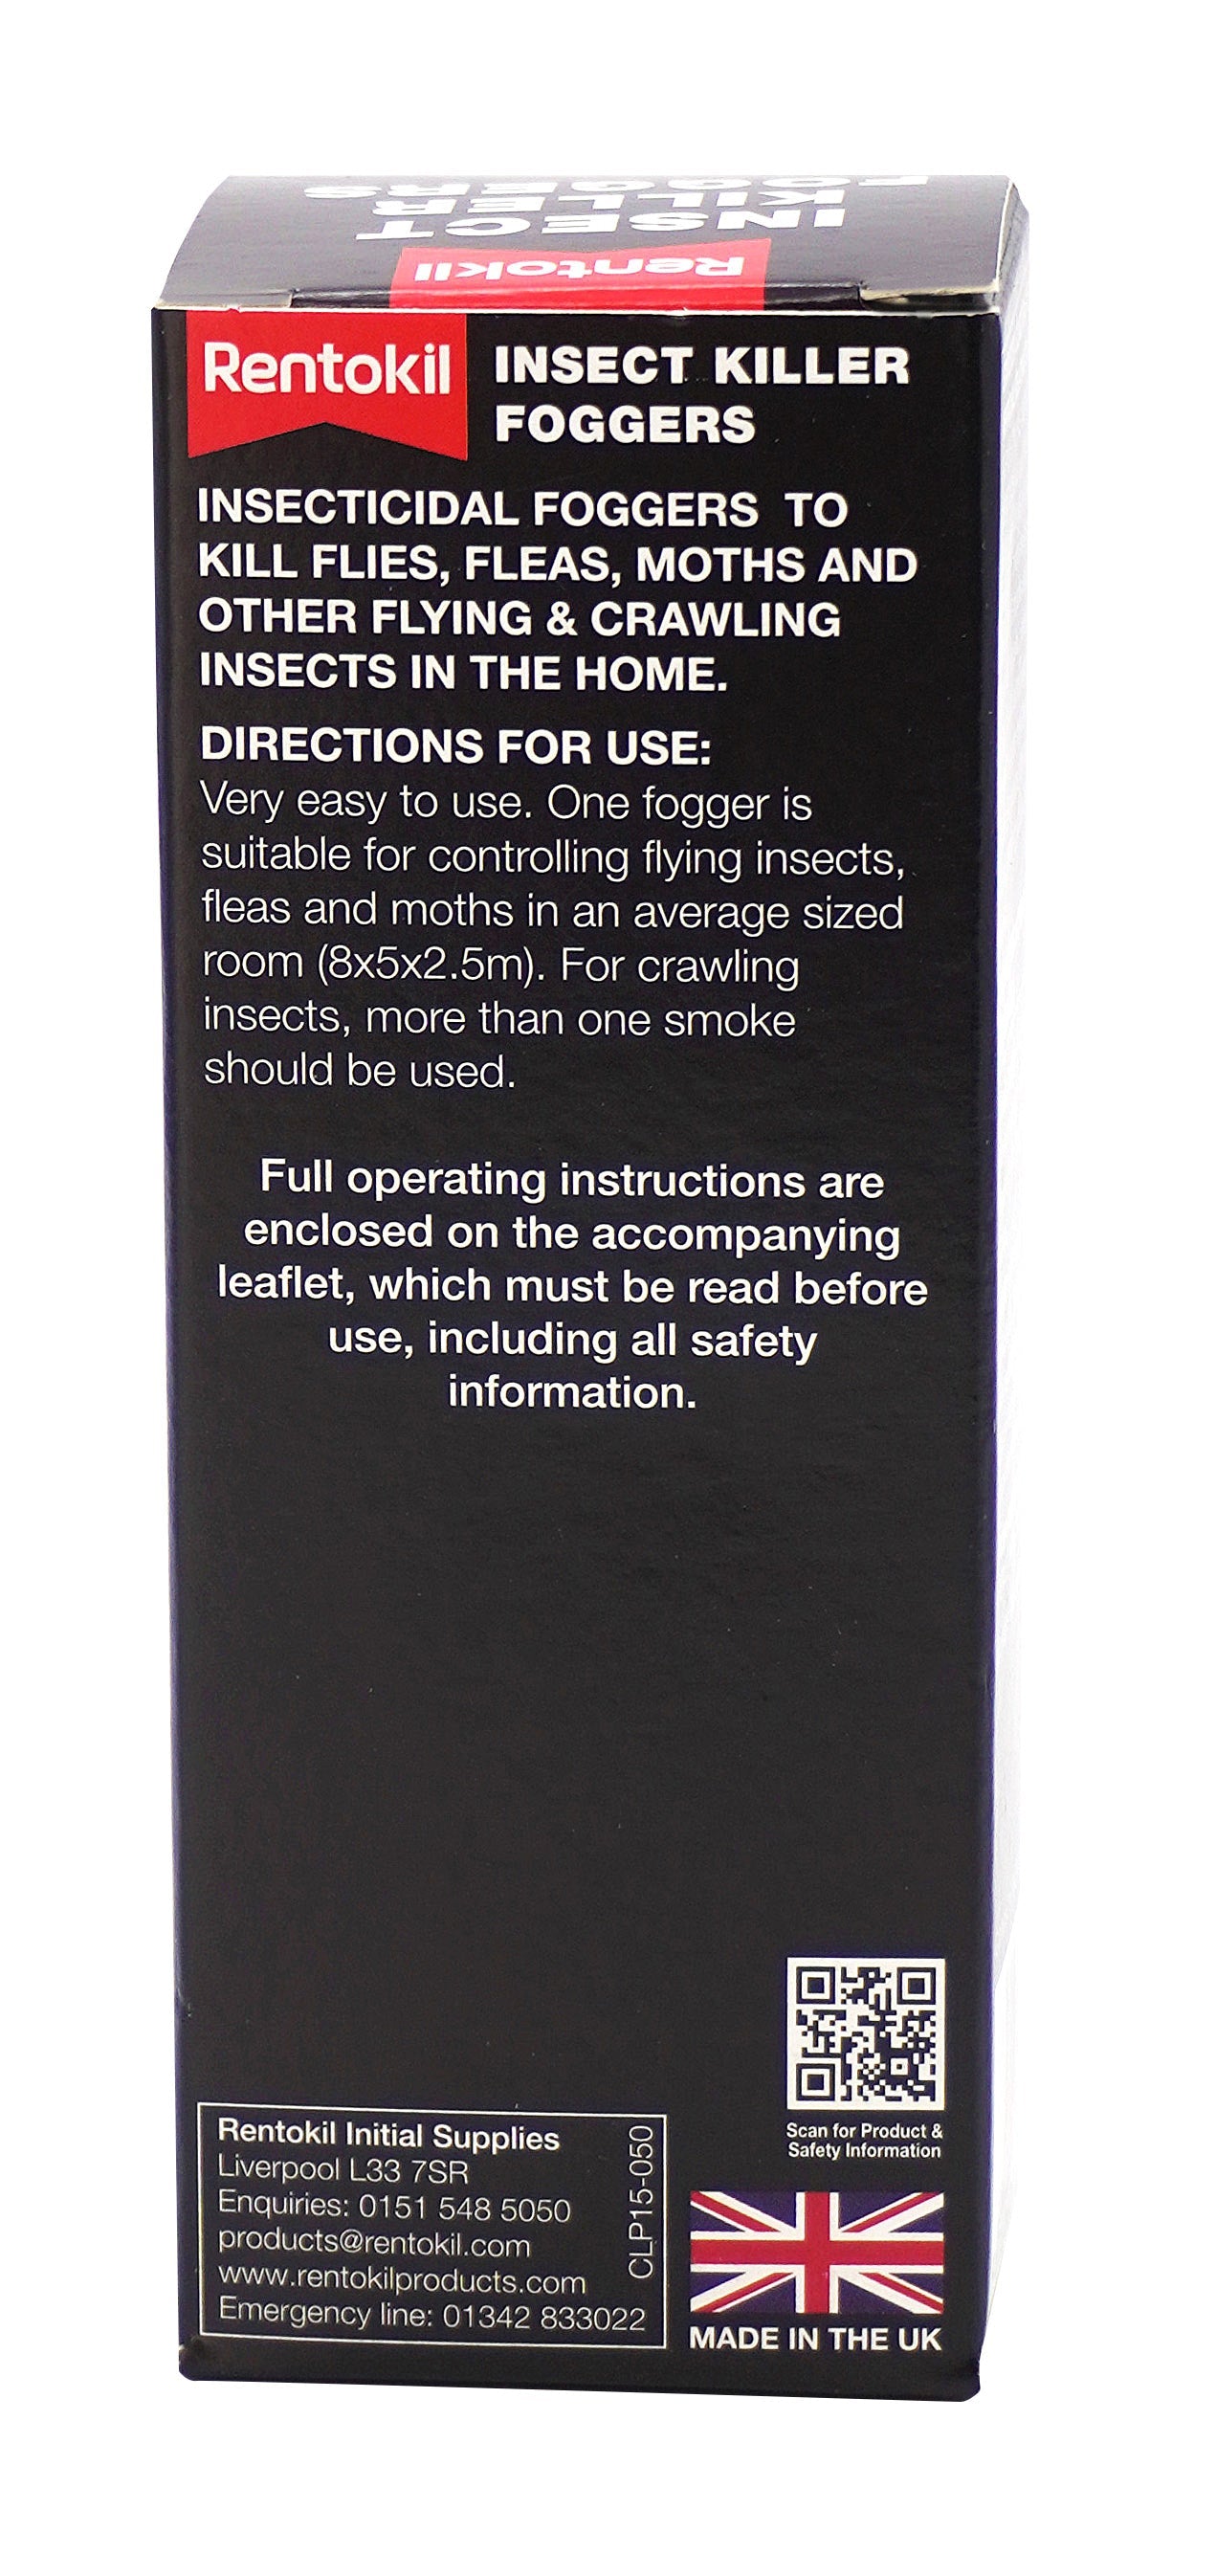 INSECT
KILLER
FOGGERS
Rentokil
Rentokil
INSECT KILLER
FOGGERS
INSECTICIDAL FOGGERS TO
KILL FLIES, FLEAS, MOTHS AND
OTHER FLYING & CRAWLING
INSECTS IN THE HOME.
DIRECTIONS FOR USE:
Very easy to use. One fogger is
suitable for controlling flying insects,
fleas and moths in an average sized
room (8x5x2.5m). For crawling
insects, more than one smoke
should be used.
Full operating instructions are
enclosed on the accompanying
leaflet, which must be read before
use, including all safety
information.
Scan for Product &
Safety Information
Rentokil Initial Supplies
Liverpool L33 7SR
Enquiries: 0151 548 5050
products@rentokil.com
www.rentokilproducts.com
Emergency line: 01342 833022
CLP15-050
MADE IN THE UK